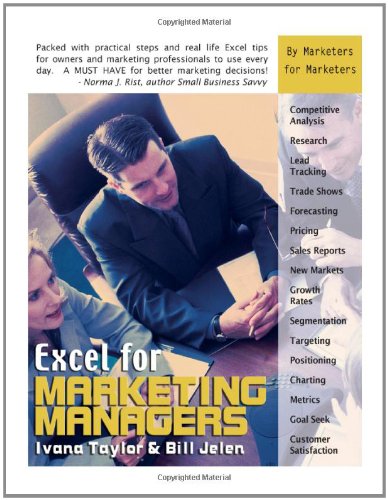 Copyrighted Material
Packed with practical steps and real life Excel tips
for owners and marketing professionals to use every
day. A MUST HAVE for better marketing decisions!
- Norma J. Rist, author Small Business Savvy
By Marketers
for Marketers
Competitive
Analysis
Research
Lead
Tracking
Trade Shows
Forecasting
Pricing
Sales Reports
New Markets
Growth
Rates
Segmentation
Targeting
Positioning
Charting
Metrics
Goal Seek
Customer
Satisfaction
Excel for
MARKETING
MANAGERS
Ivana Taylor & Bill Jelen
Copyrighted Material